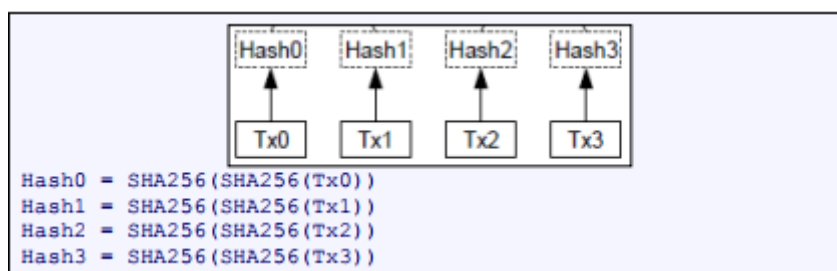 Hash0 Hash1 Hash2 Hash3
Tx0 Tx1 Tx2 Tx3
Hash0 = SHA256(SHA256(Tx0))
Hash1 = SHA256(SHA256(Tx1))
Hash2 = SHA256(SHA256(Tx2))
Hash3 = SHA256(SHA256(Tx3))